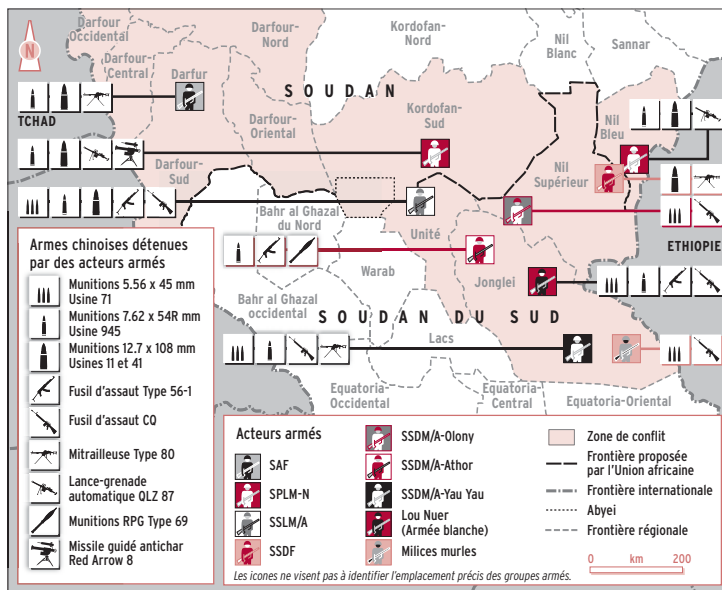 Darfour
Occidental
Darfour-
Nord
Kordofan-
Nord
Nil
Blanc
Sannar
N
Darfour-
Central
Darfur
SOUDAN
TCHAD
Darfour-
Oriental
Kordofan-
Sud
Nil
Bleu
Darfour-
Sud
Nil
Supérieur
Bahr al Ghazal
du Nord
Unité
ETHIOPIE
Warab
Jonglei
Bahr al Ghazal
occidental
SOUDAN DU SUD
Lacs
Equatoria-
Occidental
Equatoria-
Central
Equatoria-Oriental
Armes chinoises détenues
par des acteurs armés
Munitions 5.56 x 45 mm
Usine 71
Munitions 7.62 x 54R mm
Usine 945
Munitions 12.7 x 108 mm
Usines 11 et 41
Fusil d'assaut Type 56-1
Fusil d'assaut CQ
Mitrailleuse Type 80
Lance-grenade
automatique QLZ 87
Munitions RPG Type 69
Missile guidé antichar
Red Arrow 8
Acteurs armés
SAF
SPLM-N
SSLM/A
SSDF
SSDM/A-Olony
SSDM/A-Athor
SSDM/A-Yau Yau
Lou Nuer
(Armée blanche)
Milices murles
Zone de conflit
Frontière proposée
par l'Union africaine
Frontière internationale
Abyei
Frontière régionale
0 km 200
Les icones ne visent pas à identifier l'emplacement précis des groupes armés.